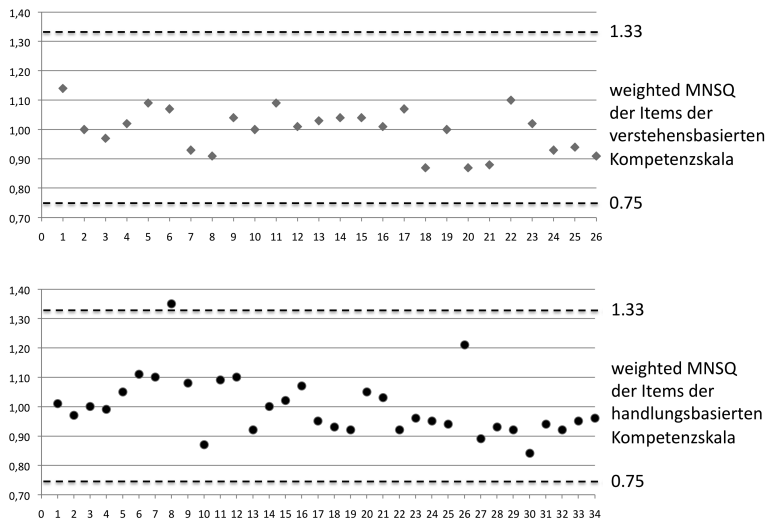 1,40
1.33
1,30
1,20
1,10
weighted MNSQ
der Items der
verstehensbasierten
Kompetenzskala
1,00
0,90
0,80
0.75
0,70
0 1 2 3 4 5 6 7 8 9 10 11 12 13 14 15 16 17 18 19 20 21 22 23 24 25 26
1,40
1.33
1,30
1,20
1,10
weighted MNSQ
der Items der
handlungsbasierten
Kompetenzskala
1,00
0,90
0,80
0.75
0,70
0 1 2 3 4 5 6 7 8 9 10 11 12 13 14 15 16 17 18 19 20 21 22 23 24 25 26 27 28 29 30 31 32 33 34